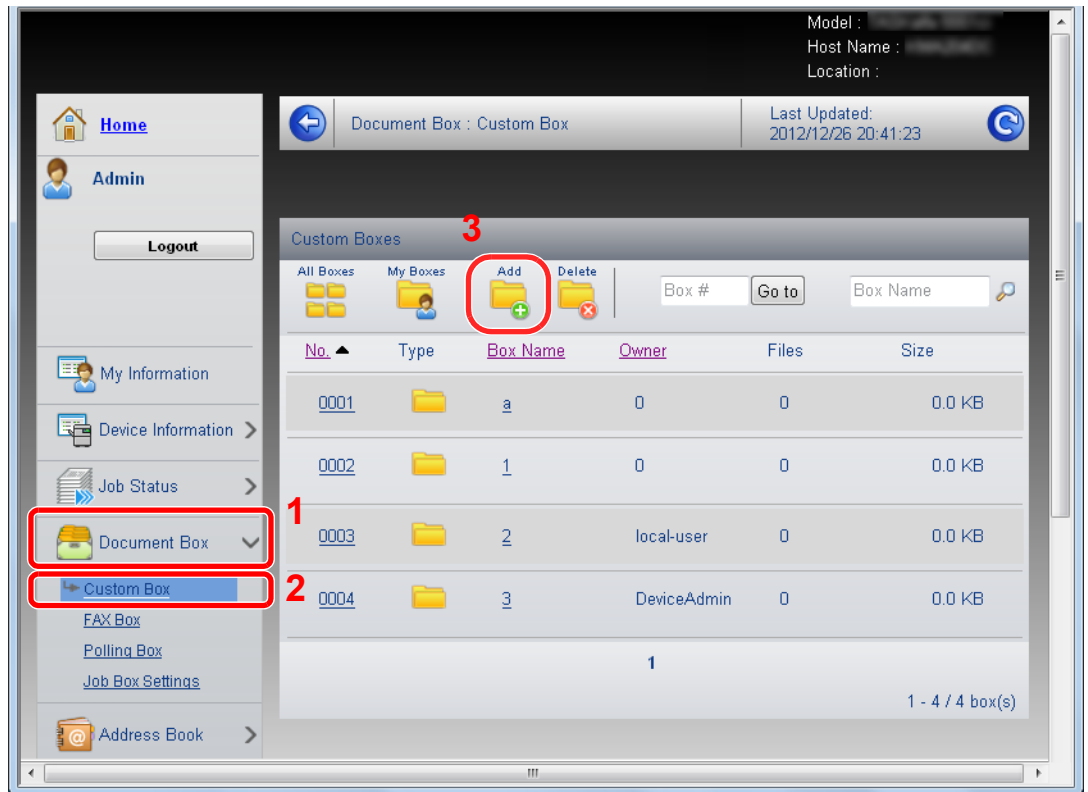 Model :
Host Name :
Location :
Home
Document Box : Custom Box
Last Updated:
2012/12/26 20:41:23
Admin
Logout
Custom Boxes
3
All Boxes My Boxes Add Delete
Box # Go to Box Name
No. Type Box Name Owner Files Size
0001 a 0 0 0.0 KB
0002 1 0 0 0.0 KB
0003 2 local-user 0 0.0 KB
0004 3 DeviceAdmin 0 0.0 KB
1
1 - 4 / 4 box(s)
My Information
Device Information
Job Status
1
Document Box
2
Custom Box
FAX Box
Polling Box
Job Box Settings
Address Book